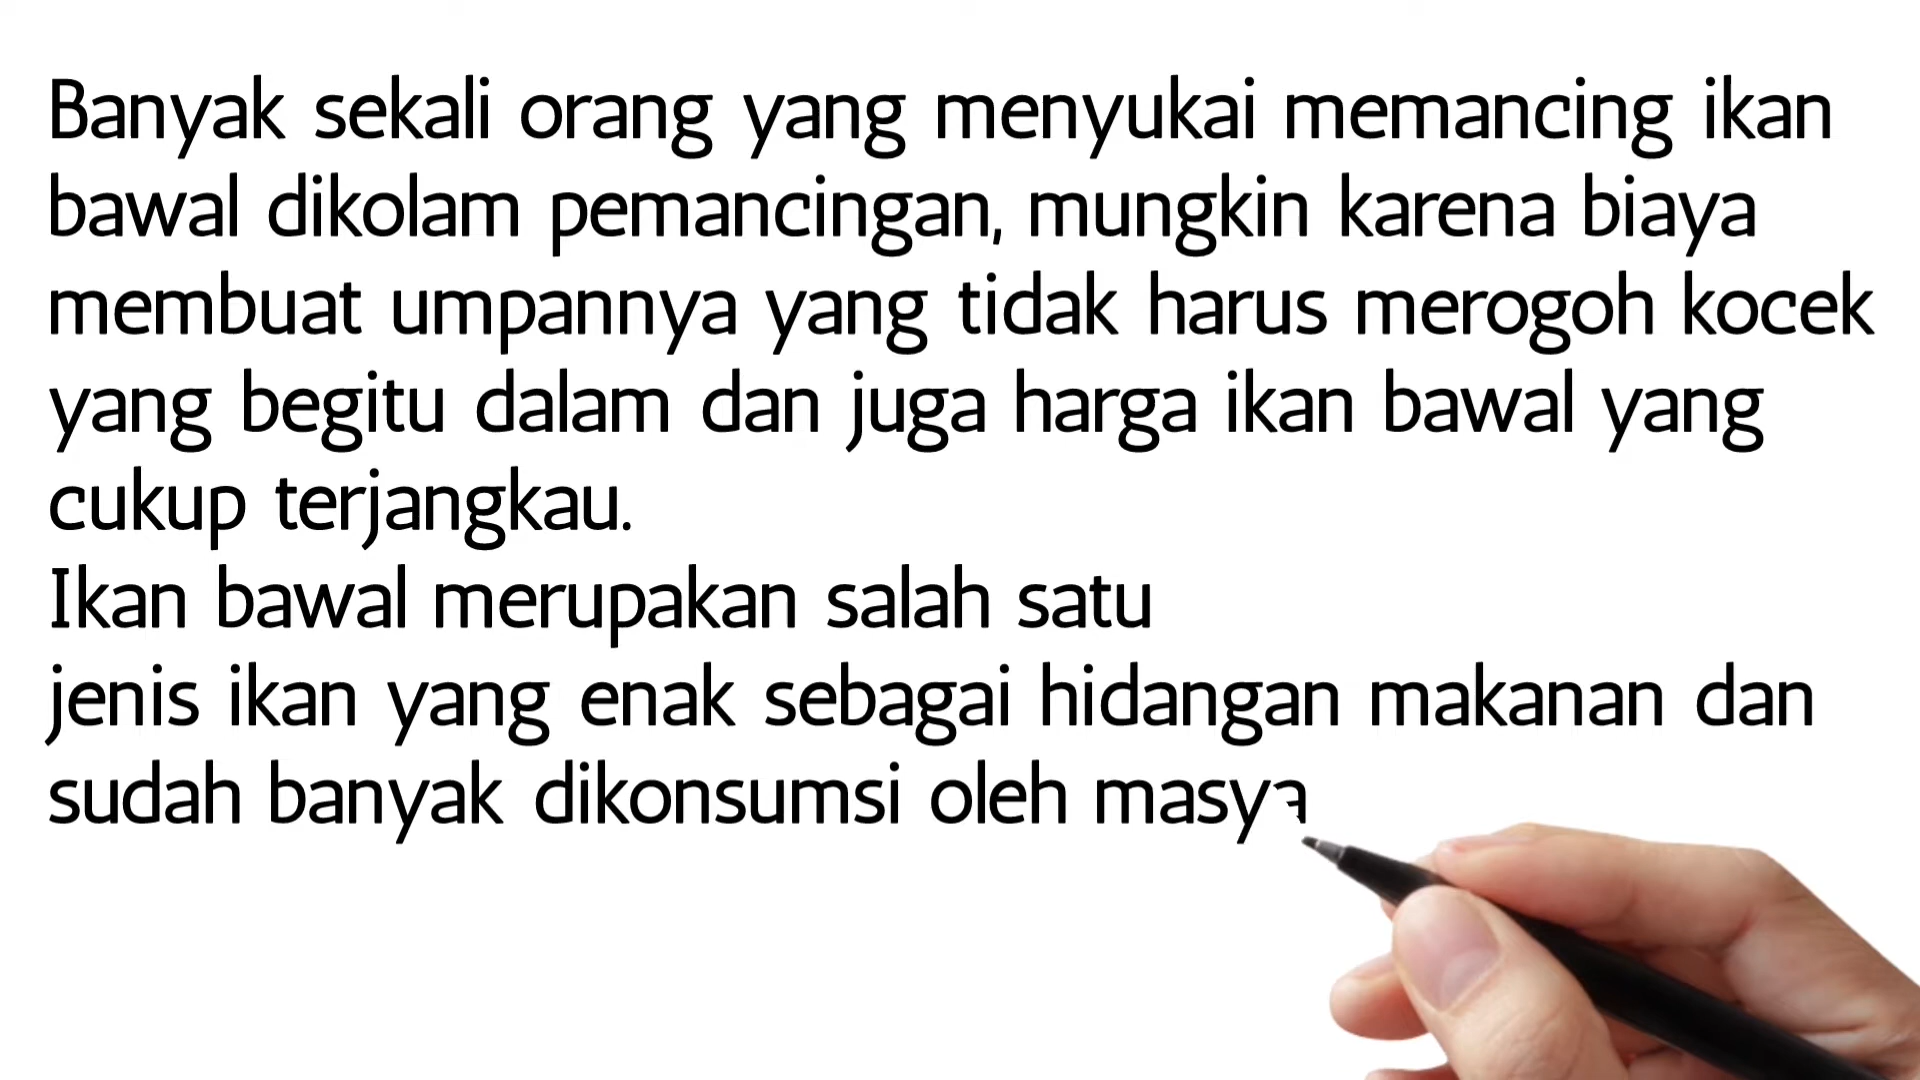 Banyak sekali orang yang menyukai memancing ikan
bawal dikolam pemancingan, mungkin karena biaya
membuat umpannya yang tidak harus merogoh kocek
yang begitu dalam dan juga harga ikan bawal yang
cukup terjangkau.
Ikan bawal merupakan salah satu
jenis ikan yang enak sebagai hidangan makanan dan
sudah banyak dikonsumsi oleh masya